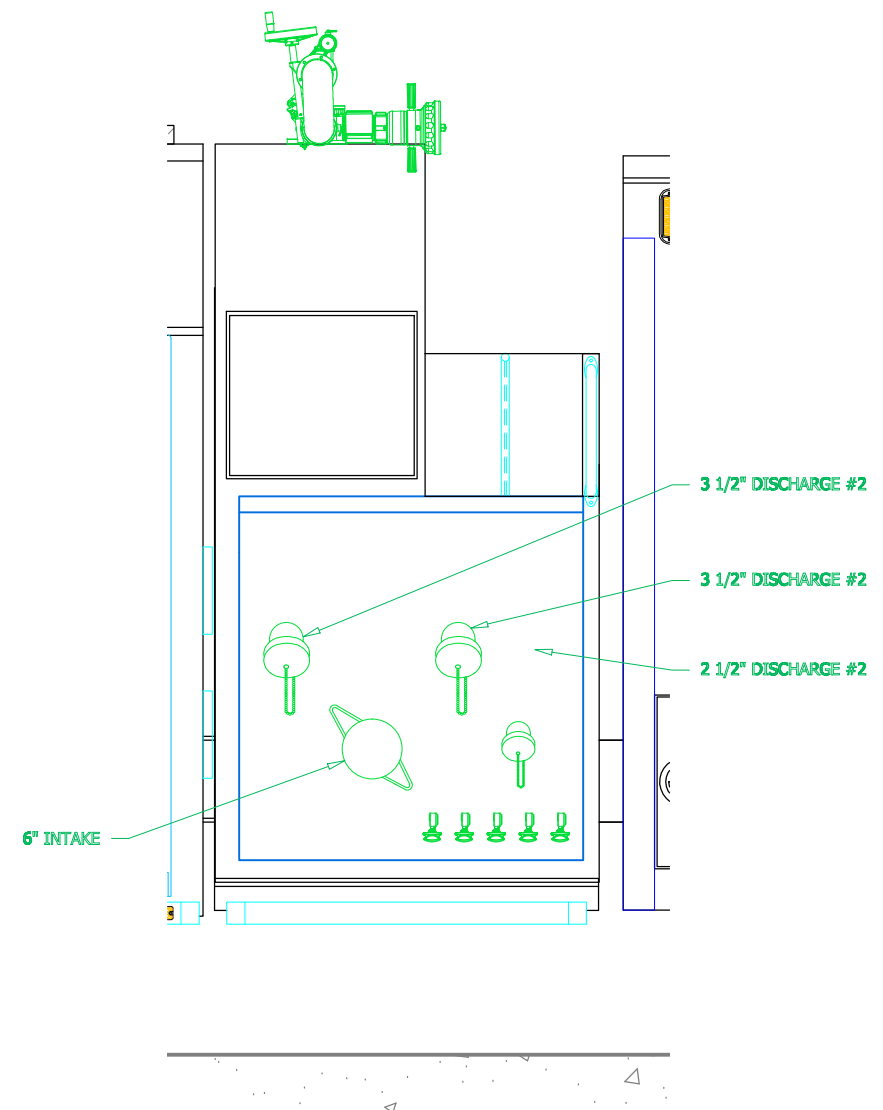 3 1/2" DISCHARGE #2
3 1/2" DISCHARGE #2
2 1/2" DISCHARGE #2
6" INTAKE